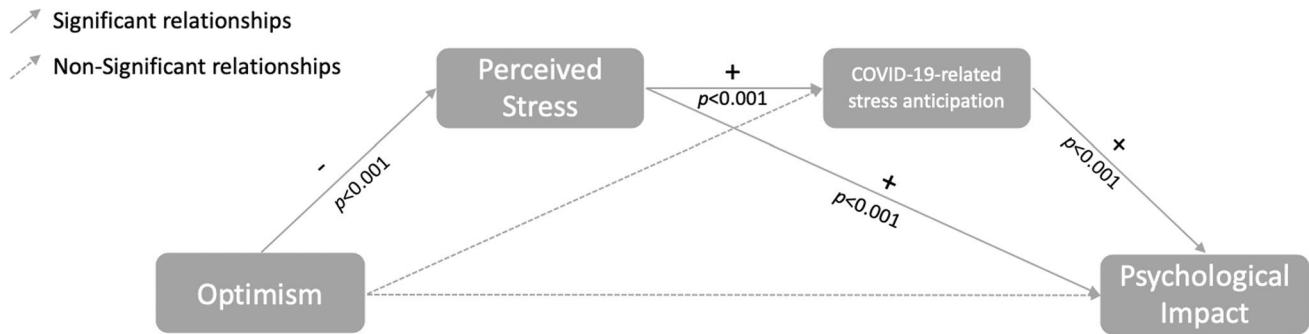 Significant relationships
Non-Significant relationships
Perceived
Stress
+
p<0.001
COVID-19-related
stress anticipation
-
p<0.001
+
p<0.001
+
p<0.001
Optimism
Psychological
Impact